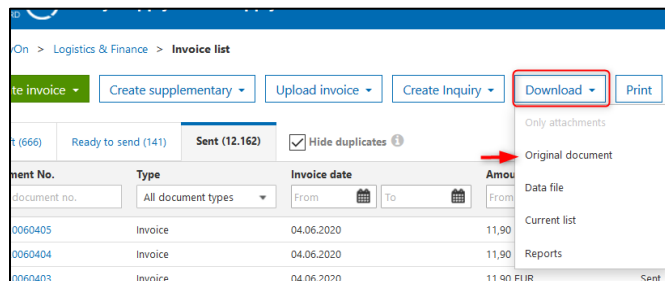 On > Logistics & Finance > Invoice list
te invoice Create supplementary Upload invoice Create Inquiry Download Print
(666) Ready to send (141) Sent (12.162) Hide duplicates
Only attachments
Original document
Data file
Current list
Reports
ment No. Type Invoice date Amou
document no. All document types From To From
0060405 Invoice 04.06.2020 11,90
0060404 Invoice 04.06.2020 11,90
0060403 Invoice 04.06.2020 11,90 EUR Sent